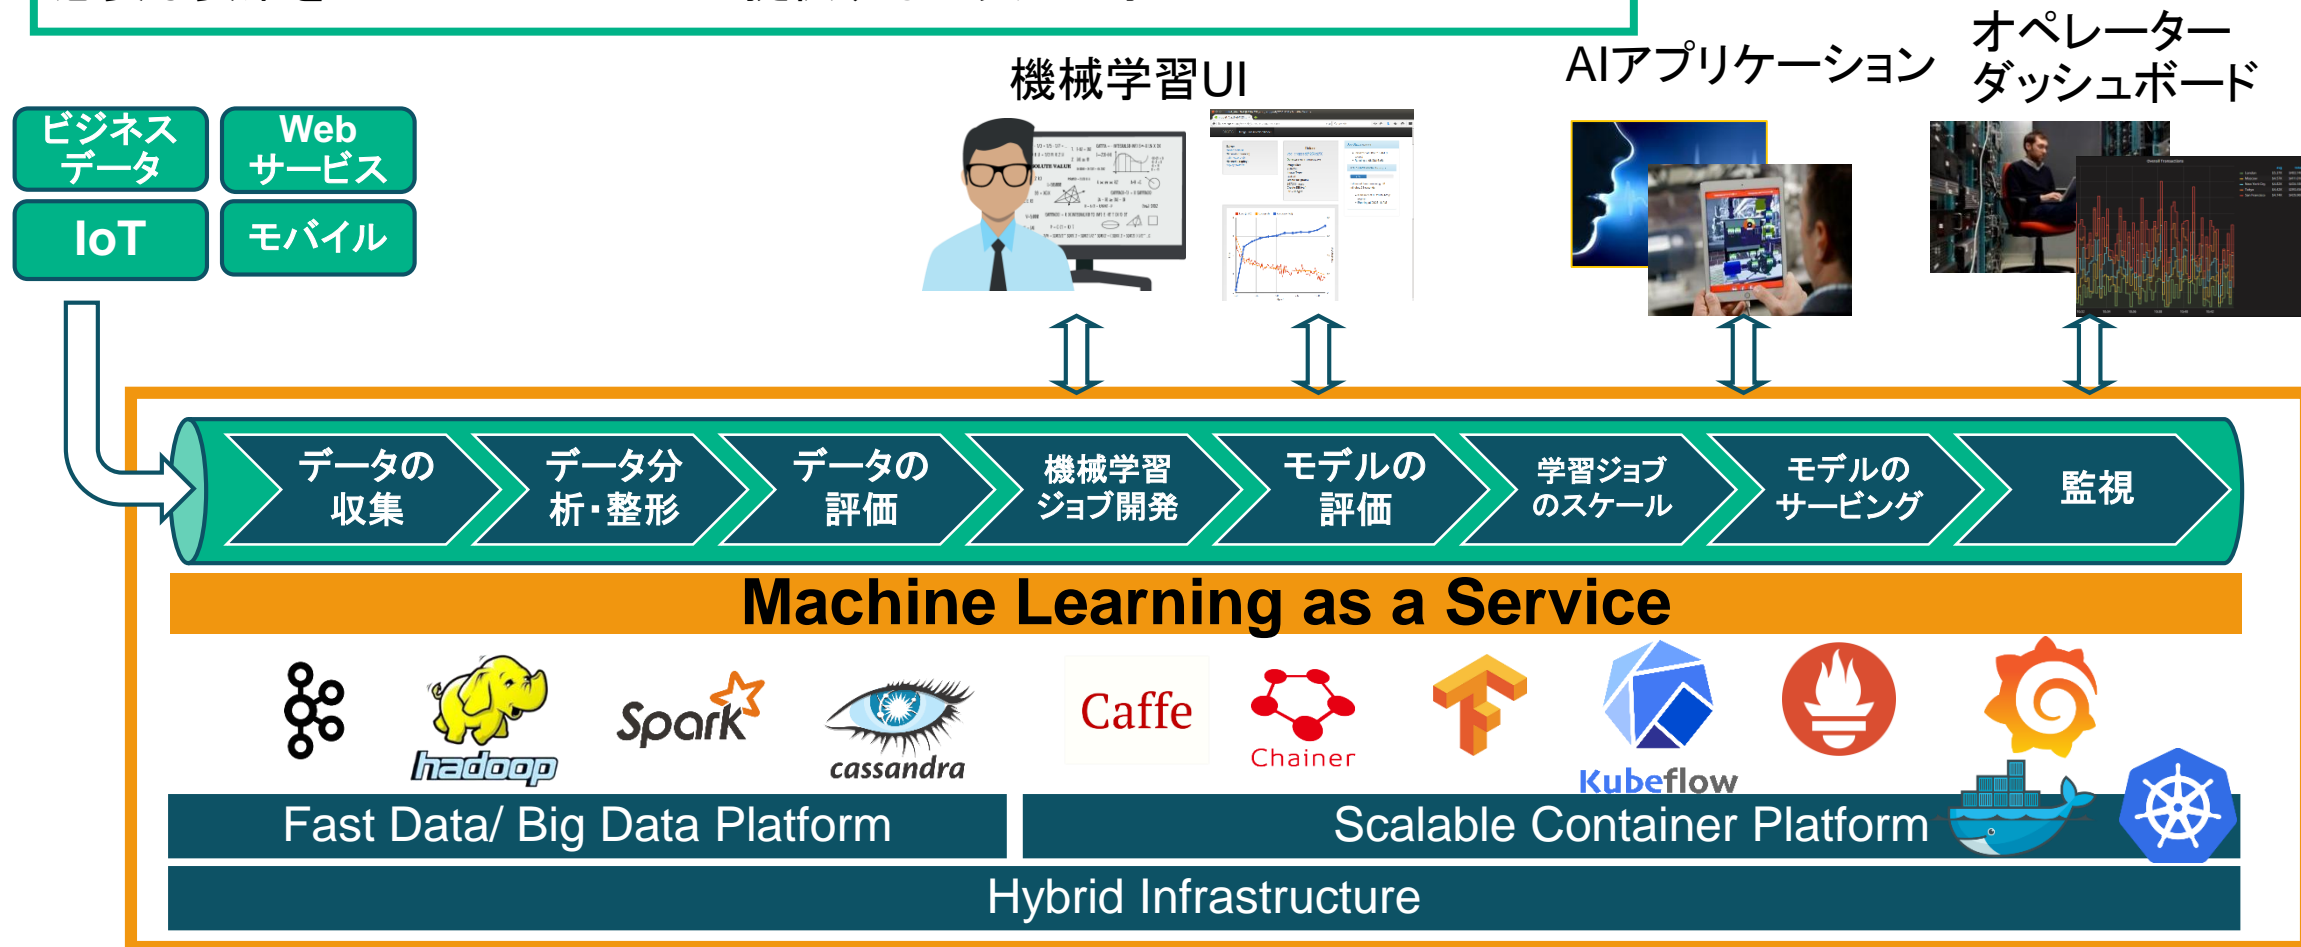 機械学習UI
AIアプリケーション
オペレーター
ダッシュボード
ビジネス
データ
Web
サービス
IoT
モバイル
データの
収集
データ分
析・整形
データの
評価
機械学習
ジョブ開発
モデルの
評価
学習ジョブ
のスケール
モデルの
サービング
監視
Machine Learning as a Service
hadoop
Spark
cassandra
Caffe
Chainer
Kubeflow
Fast Data/ Big Data Platform
Scalable Container Platform
Hybrid Infrastructure